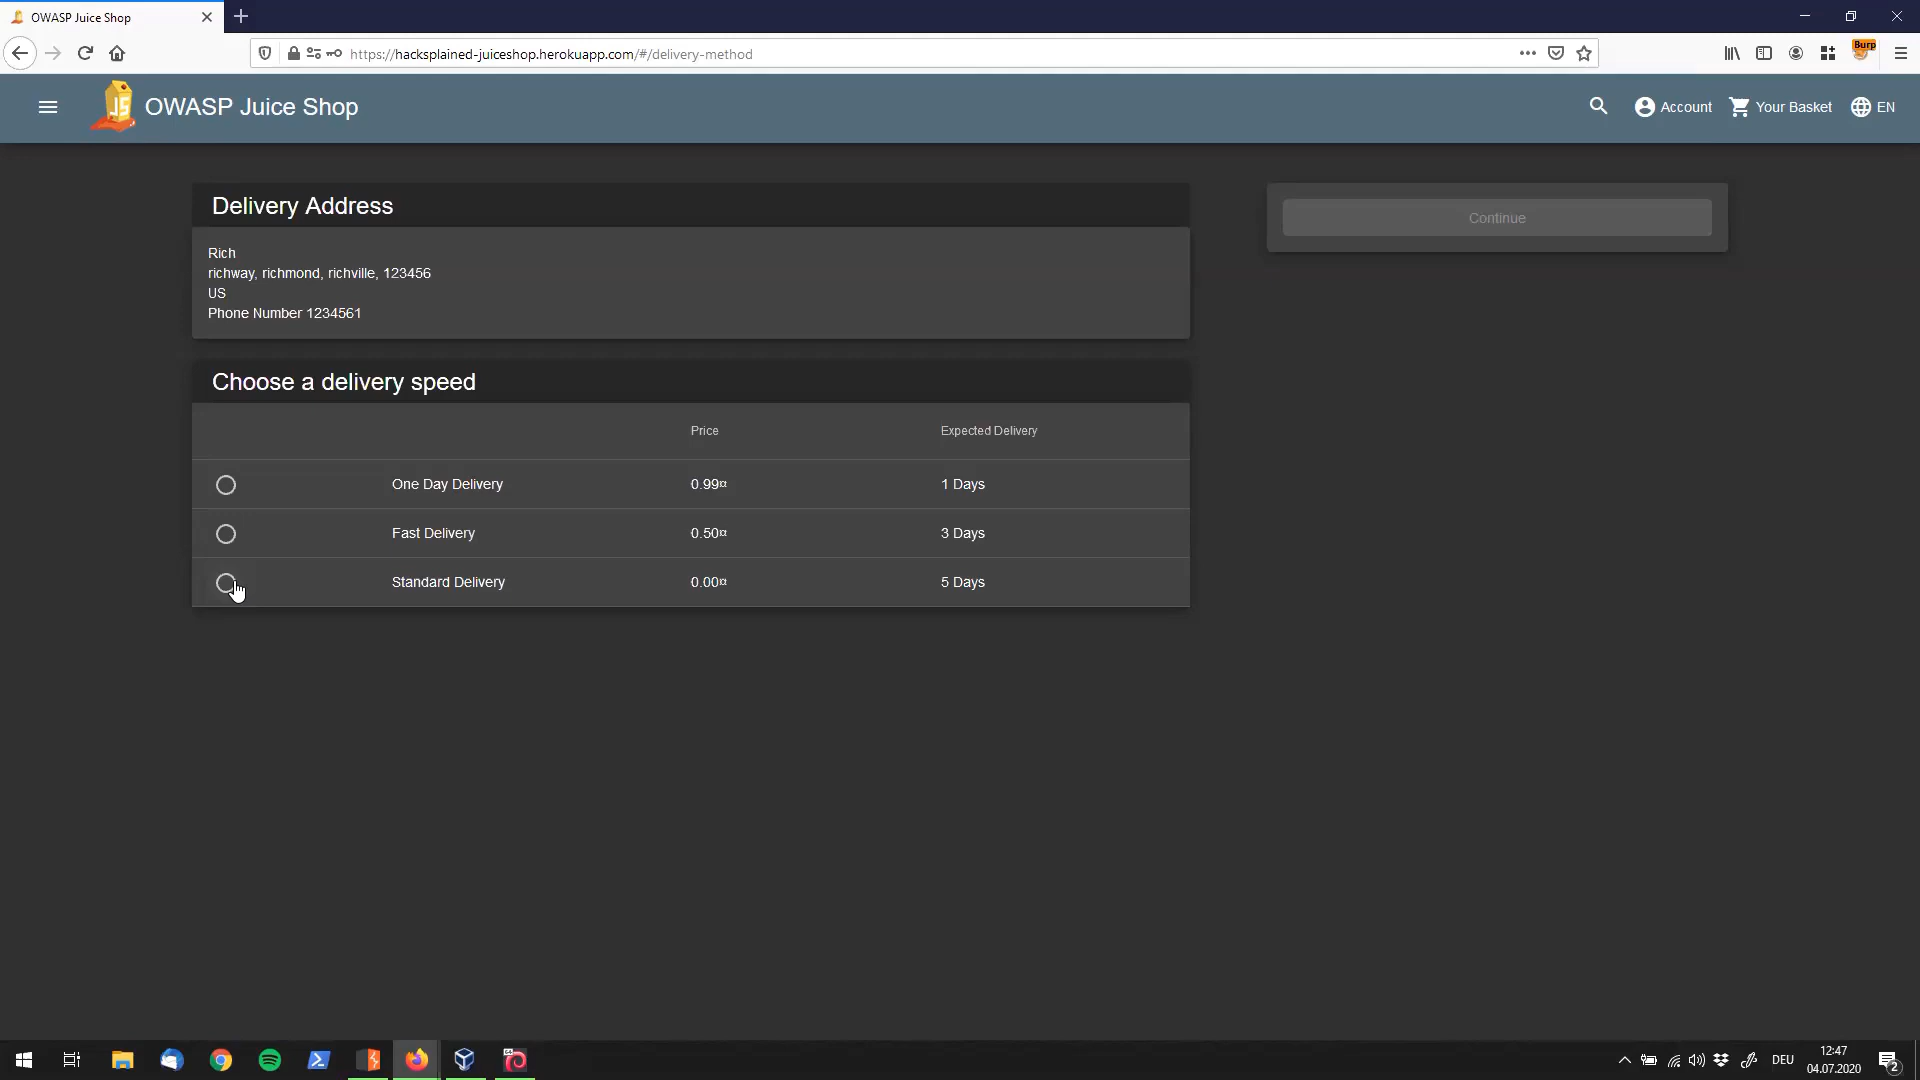 OWASP Juice Shop
https://hacksplained-juiceshop.herokuapp.com/#/delivery-method
Burp
OWASP Juice Shop
Account
Your Basket
EN
Delivery Address
Continue
Rich
richway, richmond, richville, 123456
US
Phone Number 1234561
Choose a delivery speed
Price Expected Delivery
One Day Delivery 0.99¤ 1 Days
Fast Delivery 0.50¤ 3 Days
Standard Delivery 0.00¤ 5 Days
DEU
12:47
04.07.2020
2